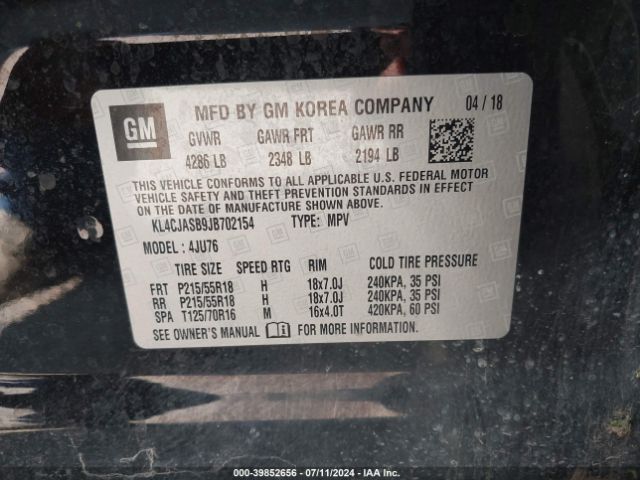 GM
MFD BY GM KOREA COMPANY 04 / 18
GVWR GAWR FRT GAWR RR
4286 LB 2348 LB 2194 LB
THIS VEHICLE CONFORMS TO ALL APPLICABLE U.S. FEDERAL MOTOR
VEHICLE SAFETY AND THEFT PREVENTION STANDARDS IN EFFECT
ON THE DATE OF MANUFACTURE SHOWN ABOVE.
KL4CJASB9JB702154 TYPE: MPV
MODEL : 4JU76
TIRE SIZE SPEED RTG RIM COLD TIRE PRESSURE
FRT P215/55R18 H 18x7.0J 240KPA, 35 PSI
RR P215/55R18 H 18x7.0J 240KPA, 35 PSI
SPA T125/70R16 M 16x4.0T 420KPA, 60 PSI
SEE OWNER'S MANUAL FOR MORE INFORMATION.
000-39852656 - 07/11/2024 - IAA Inc.